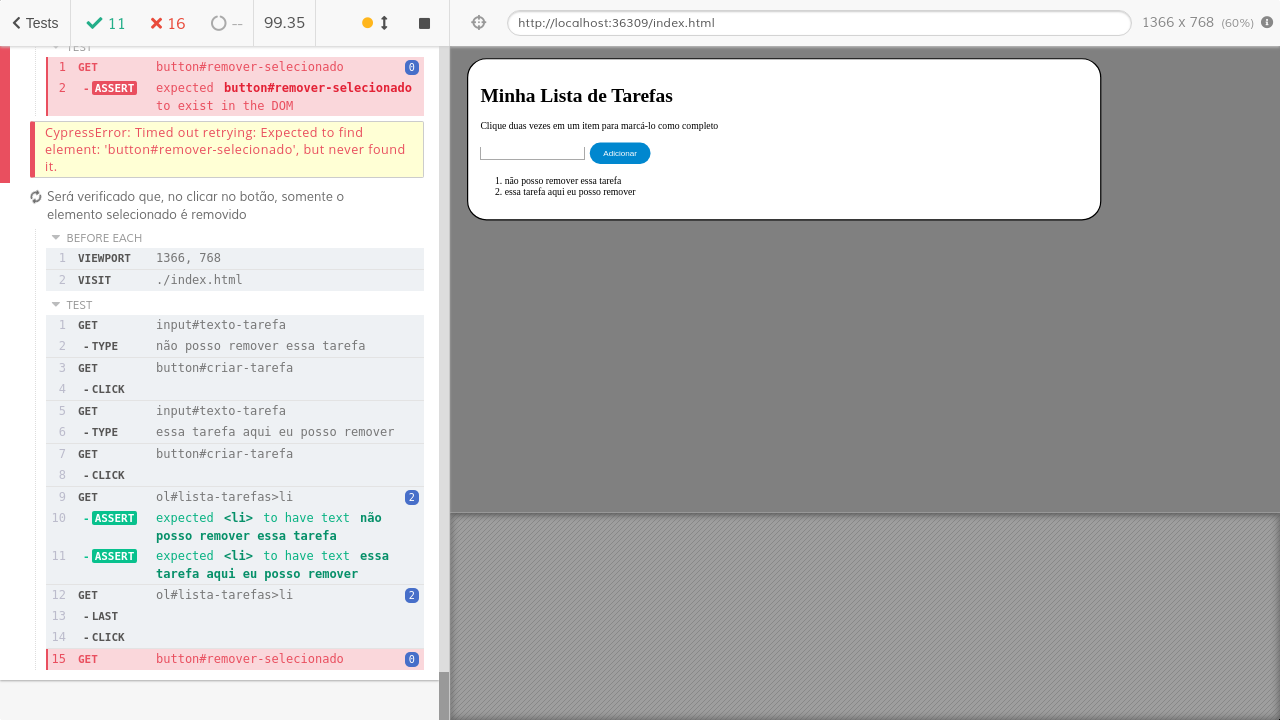 Tests 11 16 -- 99.35 http://localhost:36309/index.html 1366 x 768 (60%)
TEST
1 GET button#remover-selecionado 0
2 -ASSERT expected button#remover-selecionado
to exist in the DOM
CypressError: Timed out retrying: Expected to find
element: 'button#remover-selecionado', but never found
it.
Será verificado que, no clicar no botão, somente o
elemento selecionado é removido
BEFORE EACH
1 VIEWPORT 1366, 768
2 VISIT ./index.html
TEST
1 GET input#texto-tarefa
2 -TYPE não posso remover essa tarefa
3 GET button#criar-tarefa
4 -CLICK
5 GET input#texto-tarefa
6 -TYPE essa tarefa aqui eu posso remover
7 GET button#criar-tarefa
8 -CLICK
9 GET ol#lista-tarefas>li 2
10 -ASSERT expected <li> to have text não
posso remover essa tarefa
11 -ASSERT expected <li> to have text essa
tarefa aqui eu posso remover
12 GET ol#lista-tarefas>li 2
13 -LAST
14 -CLICK
15 GET button#remover-selecionado 0
Minha Lista de Tarefas
Clique duas vezes em um item para marcá-lo como completo
Adicionar
1. não posso remover essa tarefa
2. essa tarefa aqui eu posso remover